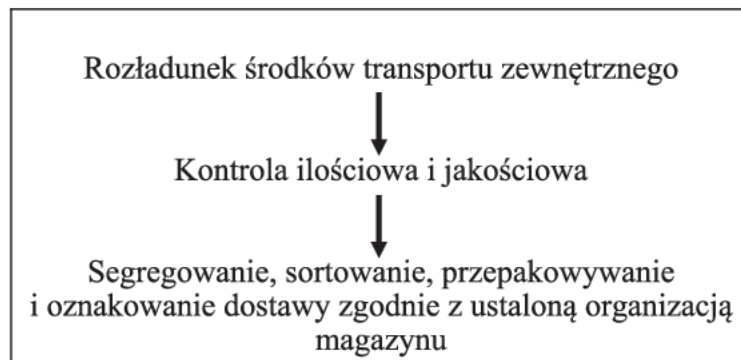 Rozładunek środków transportu zewnętrznego
Kontrola ilościowa i jakościowa
Segregowanie, sortowanie, przepakowywanie
i oznakowanie dostawy zgodnie z ustaloną organizacją
magazynu